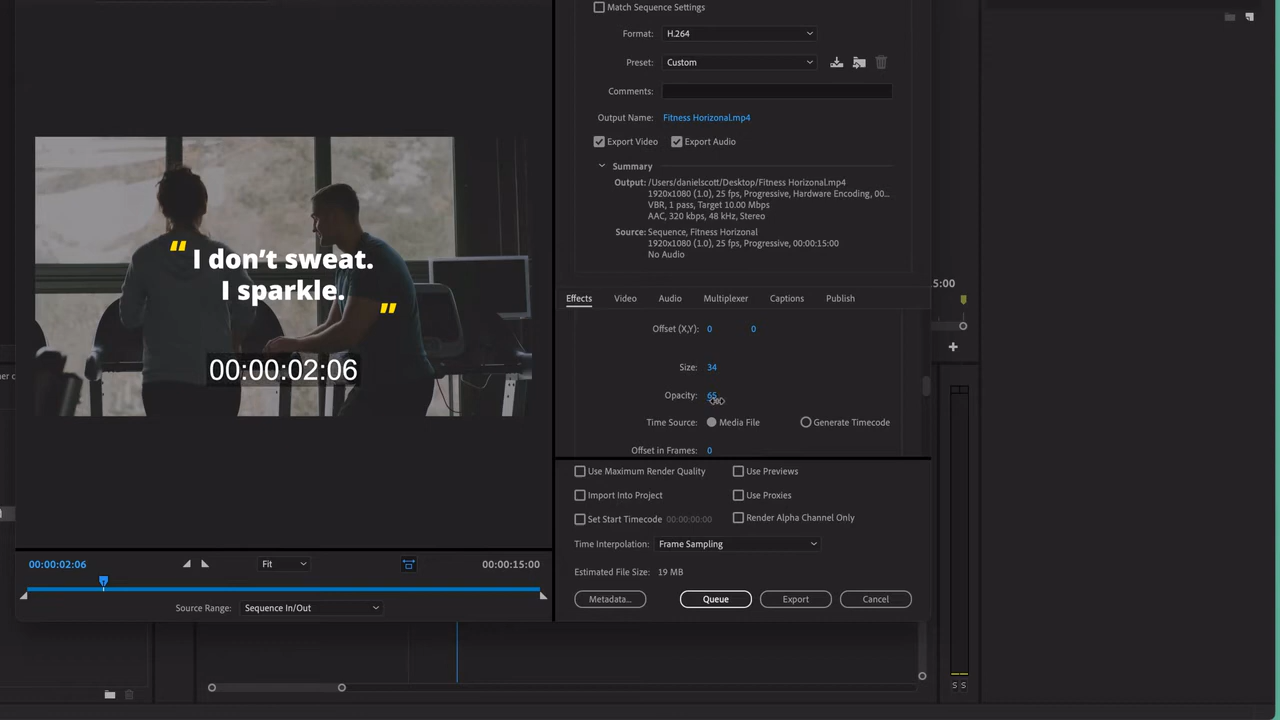 Match Sequence Settings
Format: H.264
Preset: Custom
Comments:
Output Name: Fitness Horizonal.mp4
Export Video Export Audio
Summary
Output: /Users/danielscott/Desktop/Fitness Horizonal.mp4
1920x1080 (1.0), 25 fps, Progressive, Hardware Encoding, 00...
VBR, 1 pass, Target 10.00 Mbps
AAC, 320 kbps, 48 kHz, Stereo
Source: Sequence, Fitness Horizonal
1920x1080 (1.0), 25 fps, Progressive, 00:00:15:00
No Audio
“ I don’t sweat.
I sparkle. ”
00:00:02:06
5:00
Effects Video Audio Multiplexer Captions Publish
Offset (X,Y): 0 0
Size: 34
Opacity: 65
Time Source: Media File Generate Timecode
Offset in Frames: 0
Use Maximum Render Quality Use Previews
Import Into Project Use Proxies
Set Start Timecode 00:00:00:00 Render Alpha Channel Only
Time Interpolation: Frame Sampling
Estimated File Size: 19 MB
Metadata... Queue Export Cancel
00:00:02:06 Fit 00:00:15:00
Source Range: Sequence In/Out
S S